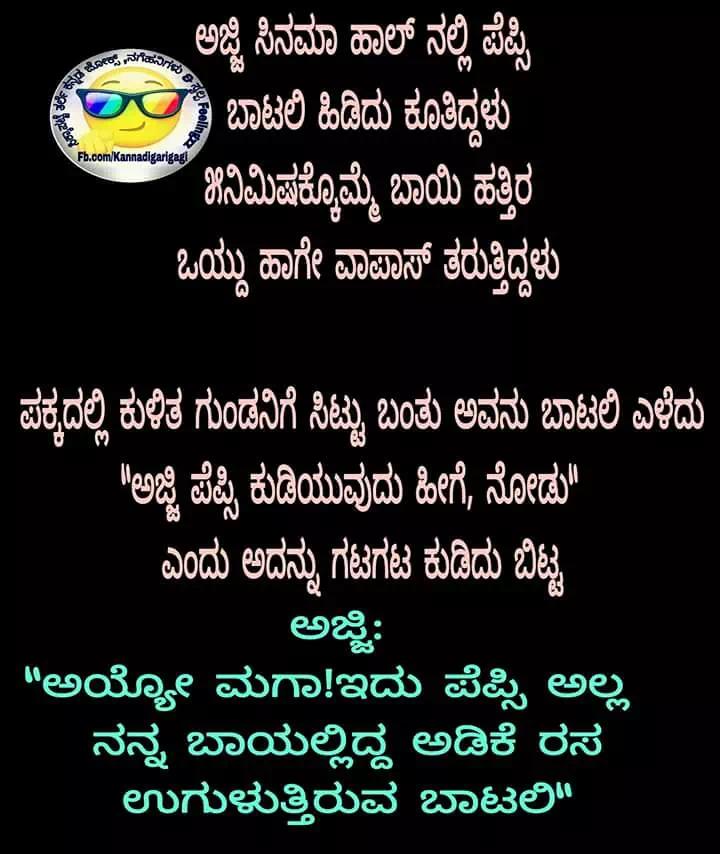 ಅಜ್ಜಿ ಸಿನಮಾ ಹಾಲ್ ನಲ್ಲಿ ಪೆಪ್ಸಿ
ಬಾಟಲಿ ಹಿಡಿದು ಕೂತಿದ್ದಳು
೫ನಿಮಿಷಕ್ಕೊಮ್ಮೆ ಬಾಯಿ ಹತ್ತಿರ
ಒಯ್ದು ಹಾಗೇ ವಾಪಾಸ್ ತರುತ್ತಿದ್ದಳು
Fb.com/Kannadigarigagi
ಪಕ್ಕದಲ್ಲಿ ಕುಳಿತ ಗುಂಡನಿಗೆ ಸಿಟ್ಟು ಬಂತು ಅವನು ಬಾಟಲಿ ಎಳೆದು
"ಅಜ್ಜಿ ಪೆಪ್ಸಿ ಕುಡಿಯುವುದು ಹೀಗೆ, ನೋಡು"
ಎಂದು ಅದನ್ನು ಗಟಗಟ ಕುಡಿದು ಬಿಟ್ಟ
ಅಜ್ಜಿ:
"ಅಯ್ಯೋ ಮಗಾ!ಇದು ಪೆಪ್ಸಿ ಅಲ್ಲ
ನನ್ನ ಬಾಯಲ್ಲಿದ್ದ ಅಡಿಕೆ ರಸ
ಉಗುಳುತ್ತಿರುವ ಬಾಟಲಿ"